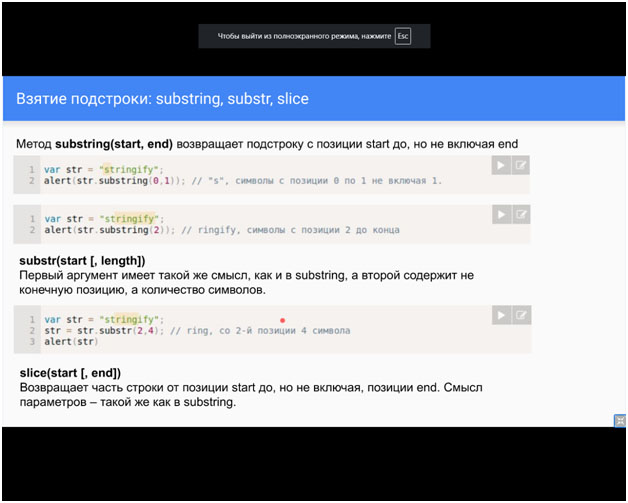 Чтобы выйти из полноэкранного режима, нажмите Esc
Взятие подстроки: substring, substr, slice
Метод substring(start, end) возвращает подстроку с позиции start до, но не включая end
1 var str = "stringify";
2 alert(str.substring(0,1)); // "s", символы с позиции 0 по 1 не включая 1.
1 var str = "stringify";
2 alert(str.substring(2)); // ringify, символы с позиции 2 до конца
substr(start [, length])
Первый аргумент имеет такой же смысл, как и в substring, а второй содержит не
конечную позицию, а количество символов.
1 var str = "stringify";
2 str = str.substr(2,4); // ring, со 2-й позиции 4 символа
3 alert(str)
slice(start [, end])
Возвращает часть строки от позиции start до, но не включая, позиции end. Смысл
параметров – такой же как в substring.